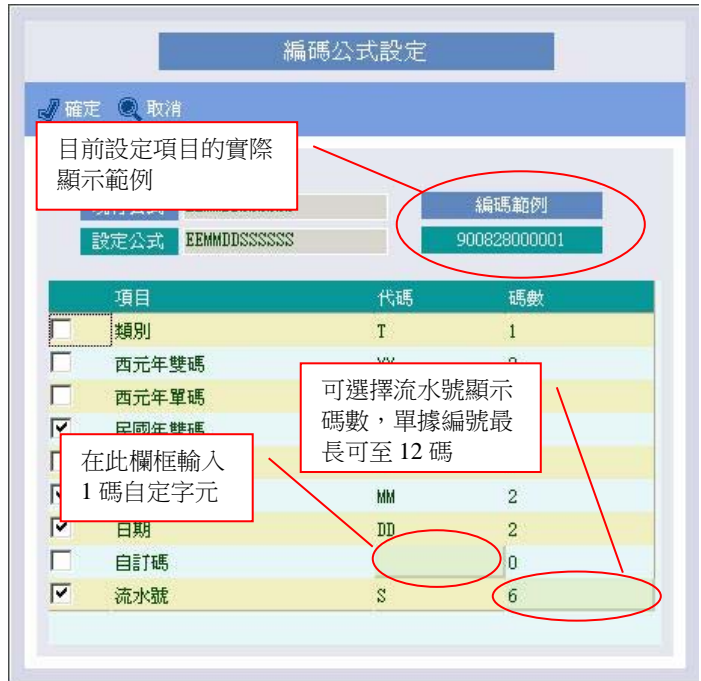 編碼公式設定
確定 取消
目前設定項目的實際
顯示範例
編碼範例
設定公式 EEMMDDSSSSSS 900828000001
項目 代碼 碼數
類別 T 1
西元年雙碼
西元年單碼
可選擇流水號顯示
碼數，單據編號最
長可至 12 碼
民國年雙碼
在此欄框輸入
1 碼自定字元
MM 2
日期 DD 2
自訂碼 0
流水號 S 6